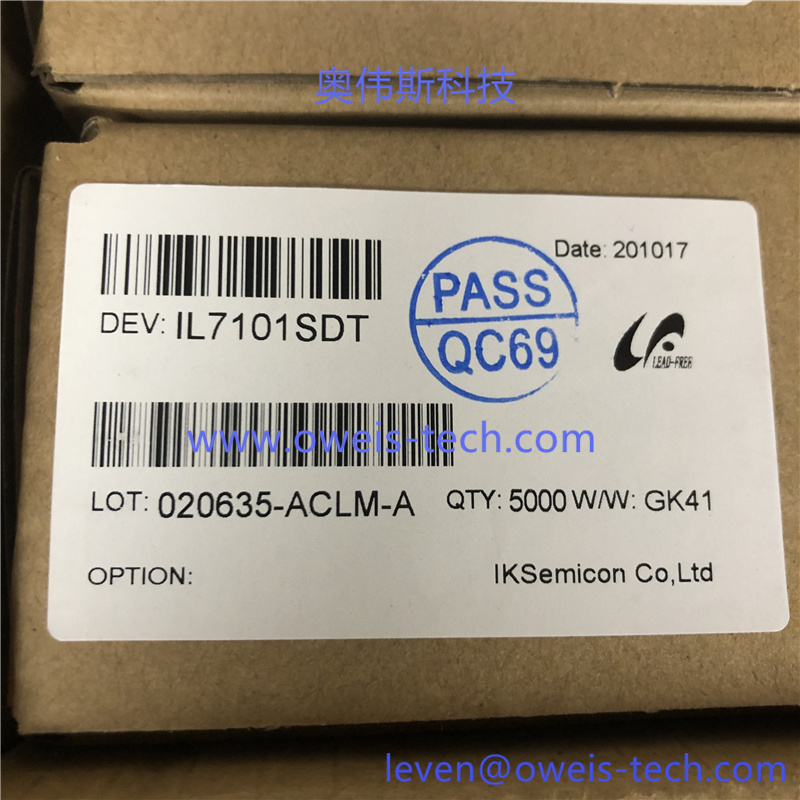 奥伟斯科技
Date: 201017
PASS
QC69
DEV: IL7101SDT
LEAD-FREE
www.oweis-tech.com
LOT: 020635-ACLM-A QTY: 5000 W/W: GK41
OPTION: IKSemicon Co,Ltd
leven@oweis-tech.com